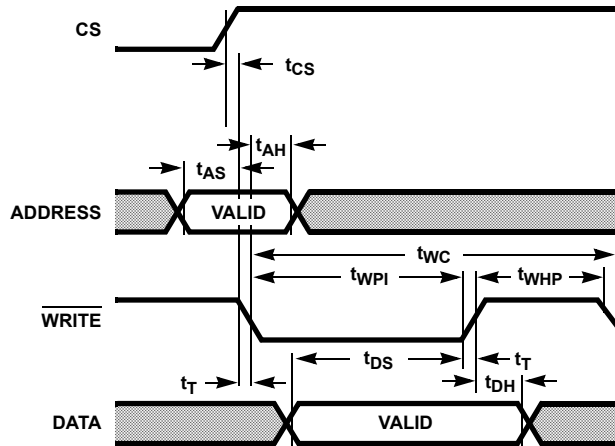 CS
tCS
tAH
tAS
ADDRESS
VALID
tWC
tWPI
tWHP
WRITE
tDS
tT
tT
tDH
DATA
VALID